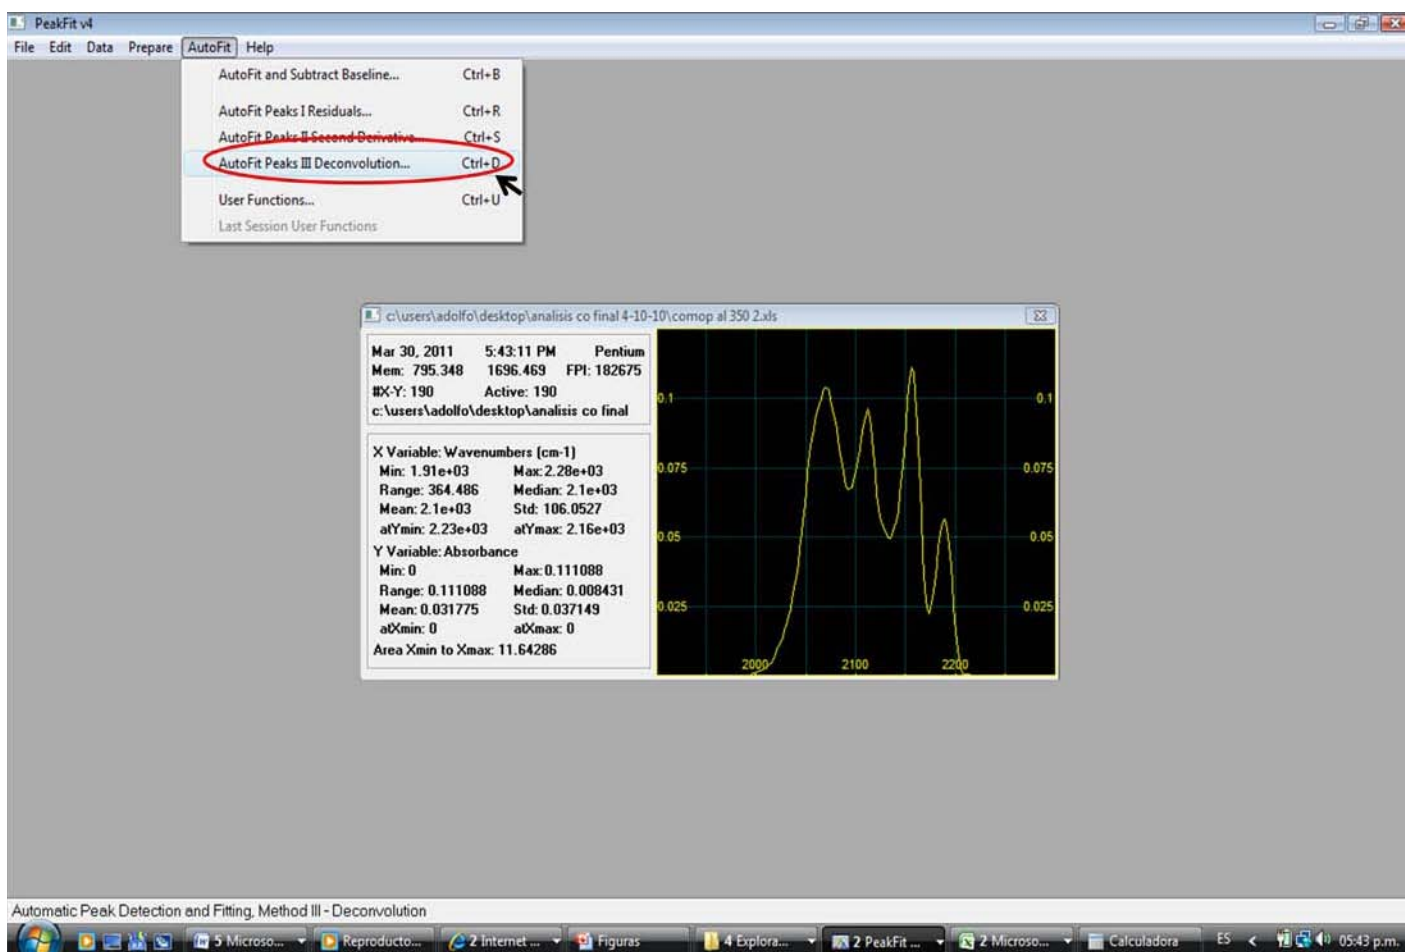 PeakFit v4
File Edit Data Prepare AutoFit Help
AutoFit and Subtract Baseline... Ctrl+B
AutoFit Peaks I Residuals... Ctrl+R
AutoFit Peaks II Second Derivative... Ctrl+S
AutoFit Peaks III Deconvolution... Ctrl+D
User Functions... Ctrl+U
Last Session User Functions
c:\users\adolfo\desktop\analisis co final 4-10-10\comop al 350 2.xls
Mar 30, 2011 5:43:11 PM Pentium
Mem: 795.348 1696.469 FPI: 182675
#X-Y: 190 Active: 190
c:\users\adolfo\desktop\analisis co final
X Variable: Wavenumbers (cm-1)
Min: 1.91e+03 Max: 2.28e+03
Range: 364.486 Median: 2.1e+03
Mean: 2.1e+03 Std: 106.0527
atYmin: 2.23e+03 atYmax: 2.16e+03
Y Variable: Absorbance
Min: 0 Max: 0.111088
Range: 0.111088 Median: 0.008431
Mean: 0.031775 Std: 0.037149
atXmin: 0 atXmax: 0
Area Xmin to Xmax: 11.64286
0.1 0.1
0.075 0.075
0.05 0.05
0.025 0.025
2000 2100 2200
Automatic Peak Detection and Fitting, Method III - Deconvolution
5 Microso... Reproducto... 2 Internet ... Figuras 4 Explora... 2 PeakFit ... 2 Microso... Calculadora ES 05:43 p.m.